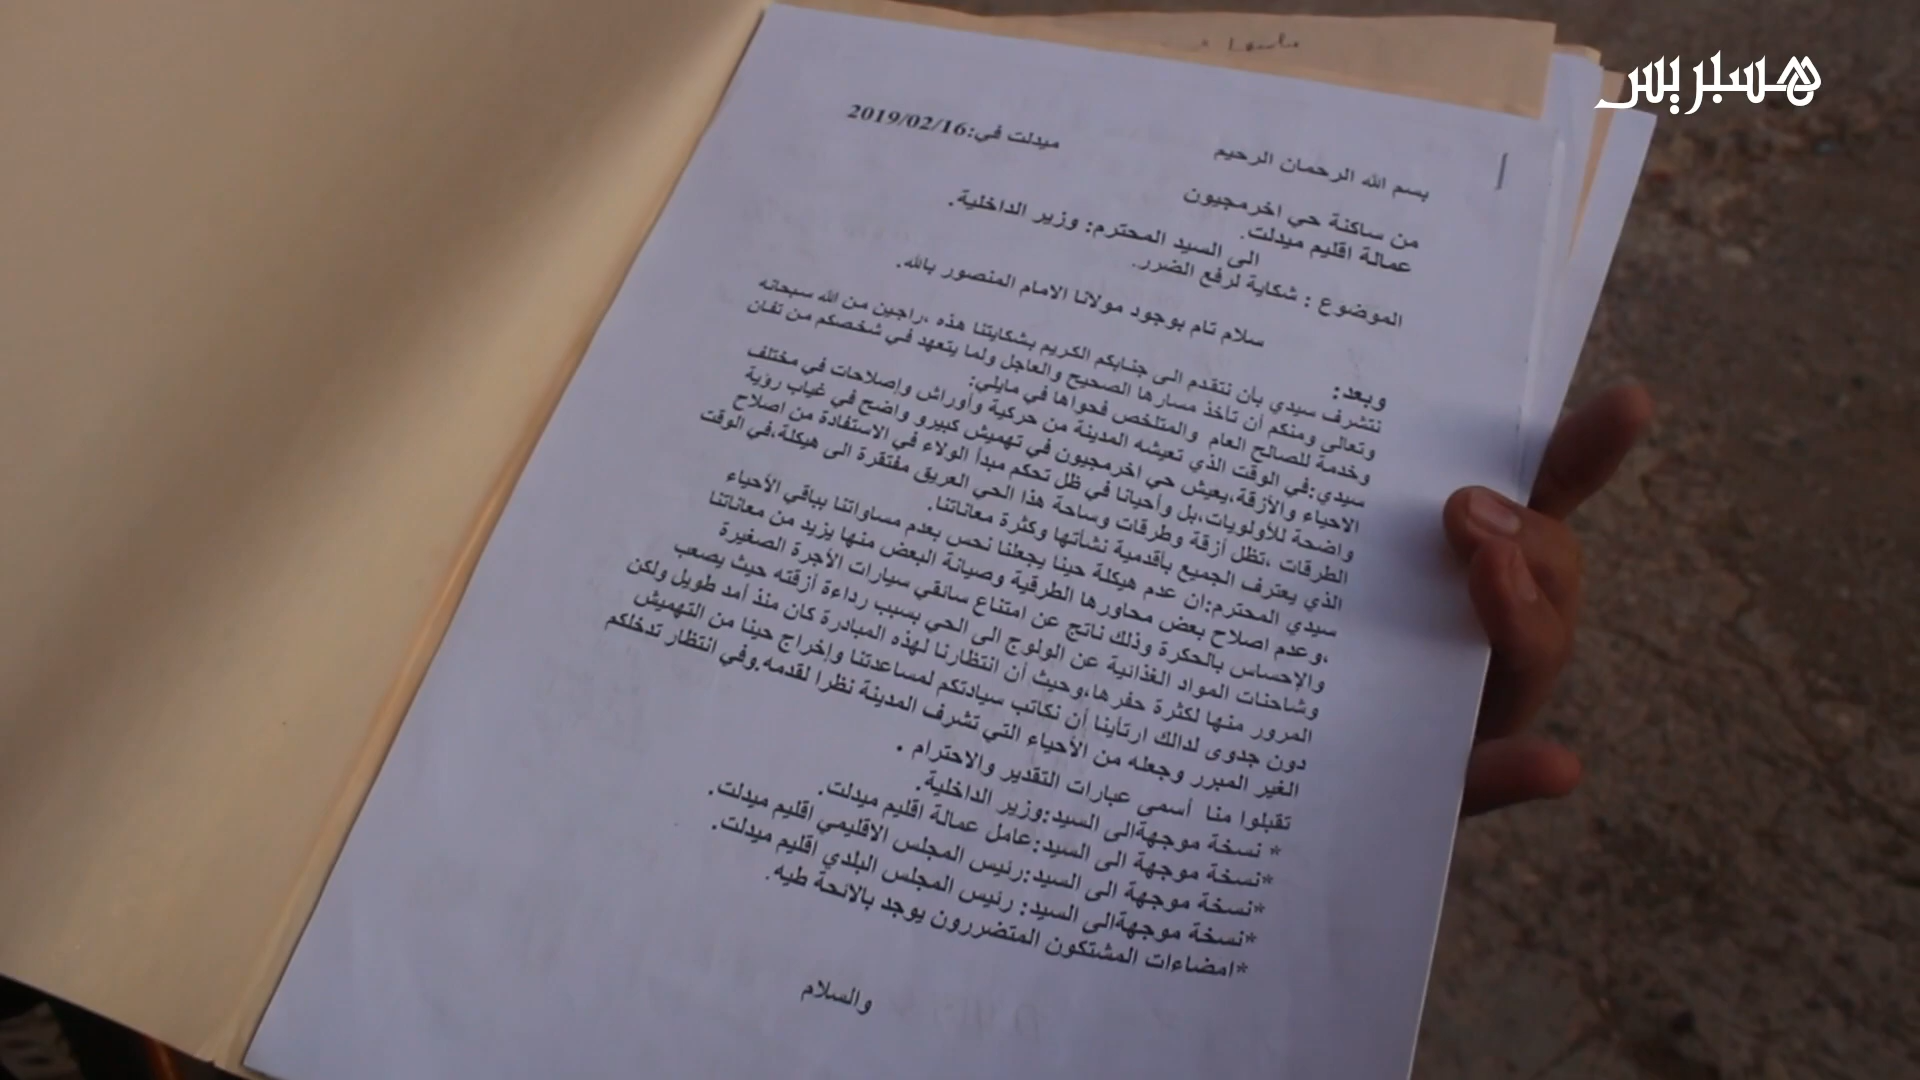 هسبريس
بسم الله الرحمان الرحيم
ميدلت في:2019/02/16
من ساكنة حي اخرمجيون
عمالة اقليم ميدلت.
الى السيد المحترم: وزير الداخلية.
الموضوع : شكاية لرفع الضرر.
سلام تام بوجود مولانا الامام المنصور بالله.
وبعد:
نتشرف سيدي بان نتقدم الى جنابكم الكريم بشكايتنا هذه ،راجين من الله سبحانه
وتعالى ومنكم أن تأخذ مسارها الصحيح والعاجل ولما يتعهد في شخصكم من تفان
وخدمة للصالح العام والمتلخص فحواها في مايلي:
سيدي:في الوقت الذي تعيشه المدينة من حركية وأوراش وإصلاحات في مختلف
الاحياء والأزقة،يعيش حي اخرمجيون في تهميش كبيرو واضح في غياب رؤية
واضحة للأولويات،بل وأحيانا في ظل تحكم مبدأ الولاء في الاستفادة من اصلاح
الطرقات ،تظل أزقة وطرقات وساحة هذا الحي العريق مفتقرة الى هيكلة،في الوقت
الذي يعترف الجميع بأقدمية نشأتها وكثرة معاناتنا.
سيدي المحترم:ان عدم هيكلة حينا يجعلنا نحس بعدم مساواتنا بباقي الأحياء
،وعدم اصلاح بعض محاورها الطرقية وصيانة البعض منها يزيد من معاناتنا
والإحساس بالحكرة وذلك ناتج عن امتناع سائقي سيارات الأجرة الصغيرة
وشاحنات المواد الغذائية عن الولوج الى الحي بسبب رداءة أزقته حيث يصعب
المرور منها لكثرة حفرها،وحيث أن انتظارنا لهذه المبادرة كان منذ أمد طويل ولكن
دون جدوى لدالك ارتأينا أن نكاتب سيادتكم لمساعدتنا وإخراج حينا من التهميش
الغير المبرر وجعله من الأحياء التي تشرف المدينة نظرا لقدمه.وفي انتظار تدخلكم
تقبلوا منا أسمى عبارات التقدير والاحترام .
* نسخة موجهةالى السيد:وزير الداخلية.
*نسخة موجهة الى السيد:عامل عمالة اقليم ميدلت.
*نسخة موجهة الى السيد:رئيس المجلس الاقليمي اقليم ميدلت.
*نسخة موجهةالى السيد: رئيس المجلس البلدي اقليم ميدلت.
*امضاءات المشتكون المتضررون يوجد بالانحة طيه.
والسلام